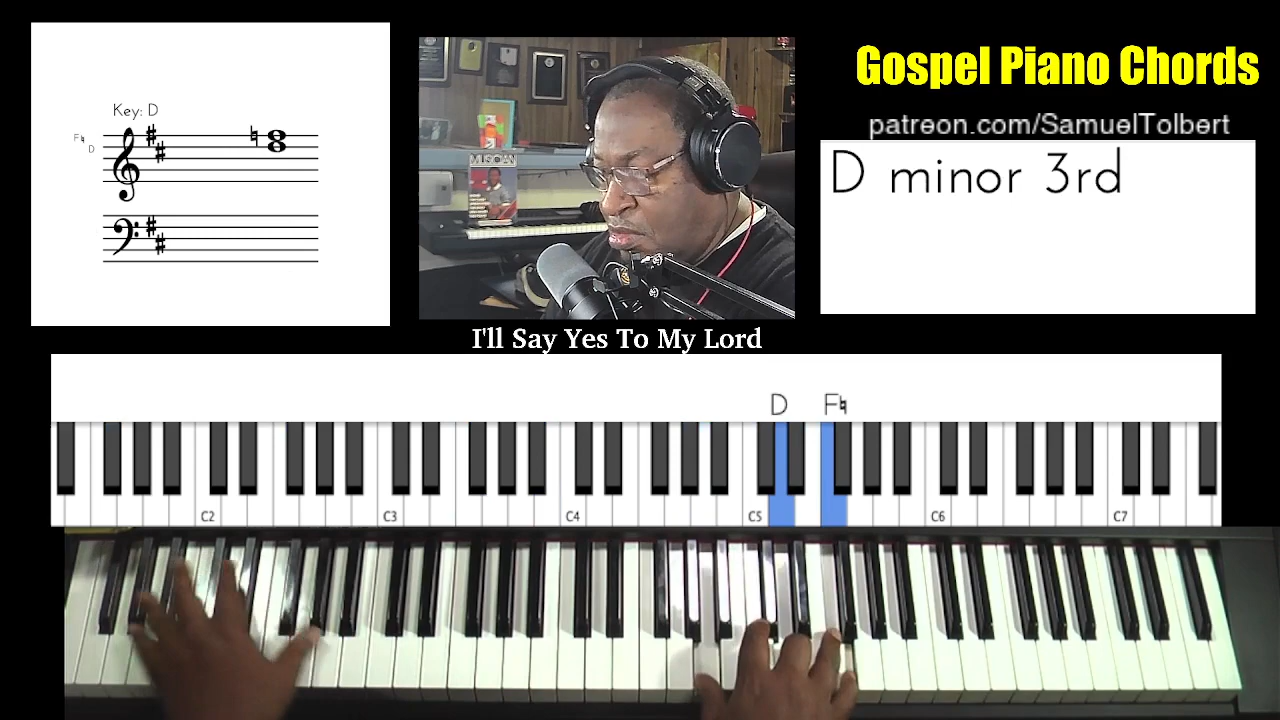 Key: D
F♮
D
MUSICIAN
Gospel Piano Chords
patreon.com/SamuelTolbert
D minor 3rd
I'll Say Yes To My Lord
D F♮
C2 C3 C4 C5 C6 C7